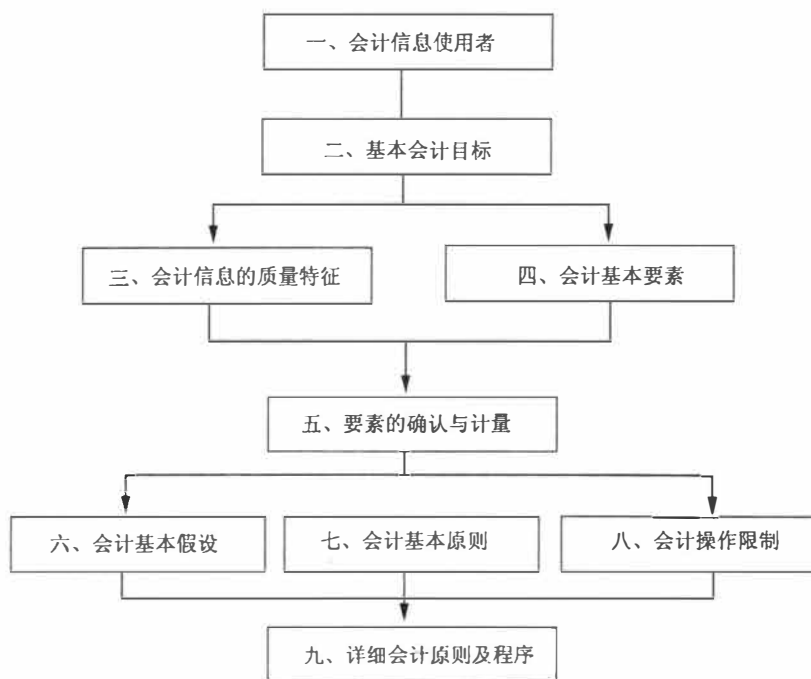 一、会计信息使用者
二、基本会计目标
三、会计信息的质量特征
四、会计基本要素
五、要素的确认与计量
六、会计基本假设
七、会计基本原则
八、会计操作限制
九、详细会计原则及程序